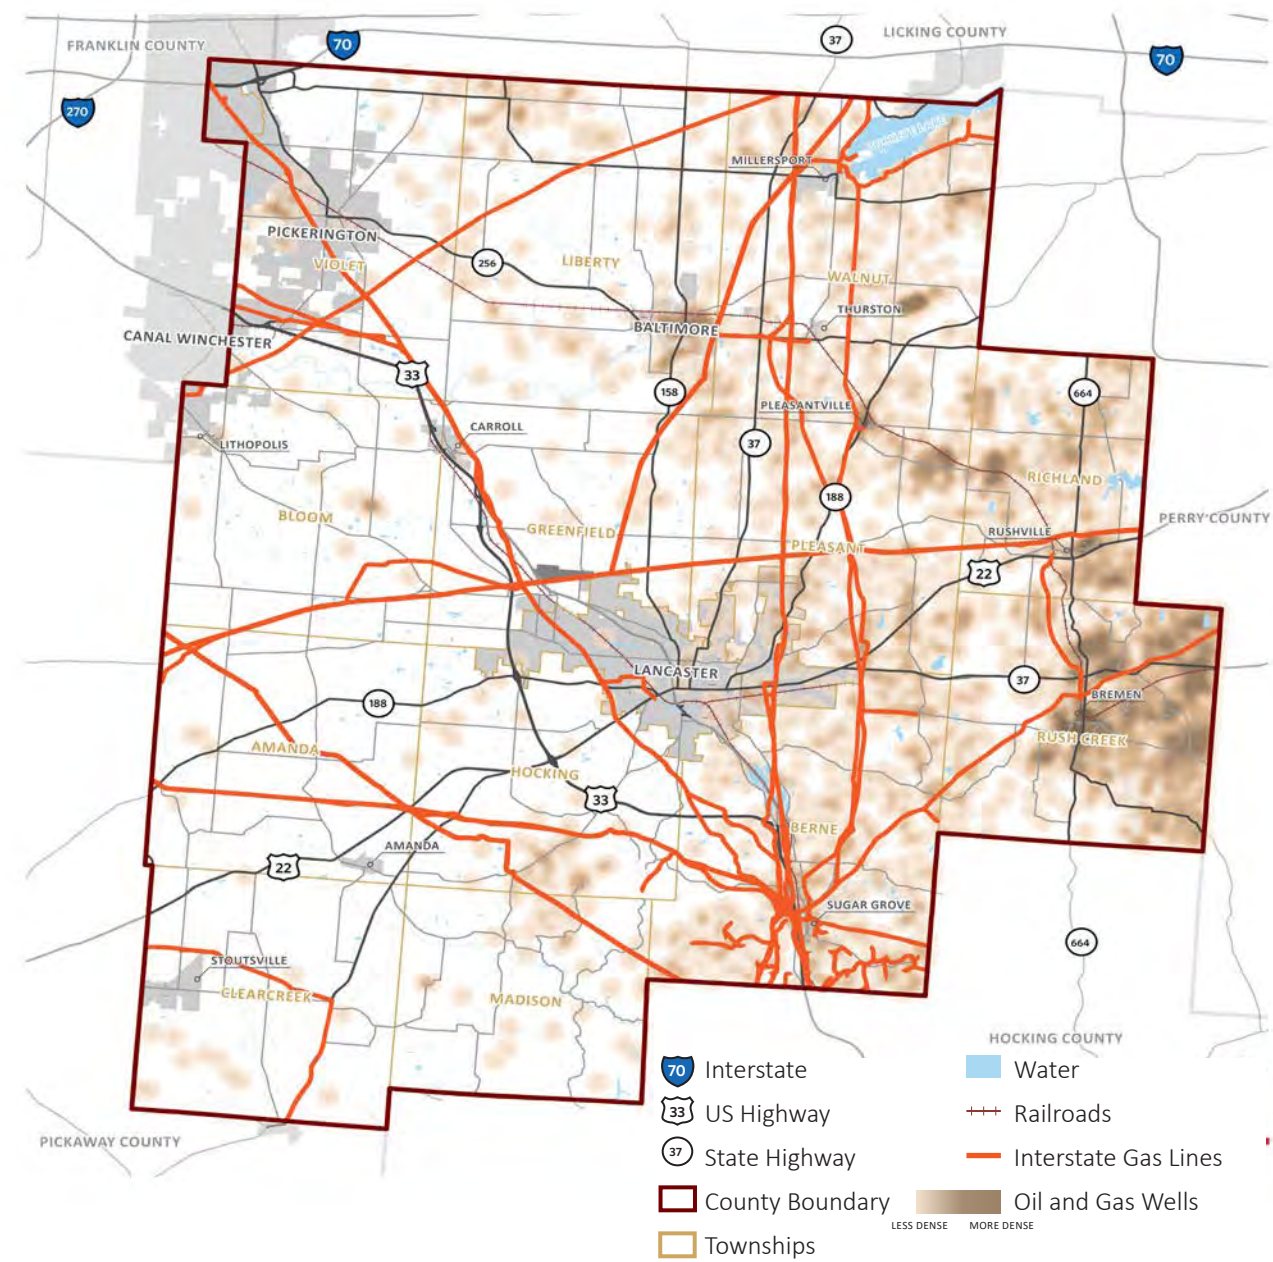 FRANKLIN COUNTY
70
37
LICKING COUNTY
70
270
MILLERSPORT
PICKERINGTON
VIOLET
256
LIBERTY
WALNUT
THURSTON
BALTIMORE
CANAL WINCHESTER
33
158
664
PLEASANTVILLE
CARROLL
37
LITHOPOLIS
RICHLAND
188
BLOOM
GREENFIELD
PERRY COUNTY
RUSHVILLE
PLEASANT
22
LANCASTER
37
BREMEN
188
RUSH CREEK
AMANDA
HOCKING
33
BERNE
AMANDA
22
SUGAR GROVE
664
STOUTSVILLE
CLEARCREEK
MADISON
HOCKING COUNTY
PICKAWAY COUNTY
70 Interstate
Water
33 US Highway
Railroads
37 State Highway
Interstate Gas Lines
County Boundary
Oil and Gas Wells
LESS DENSE MORE DENSE
Townships